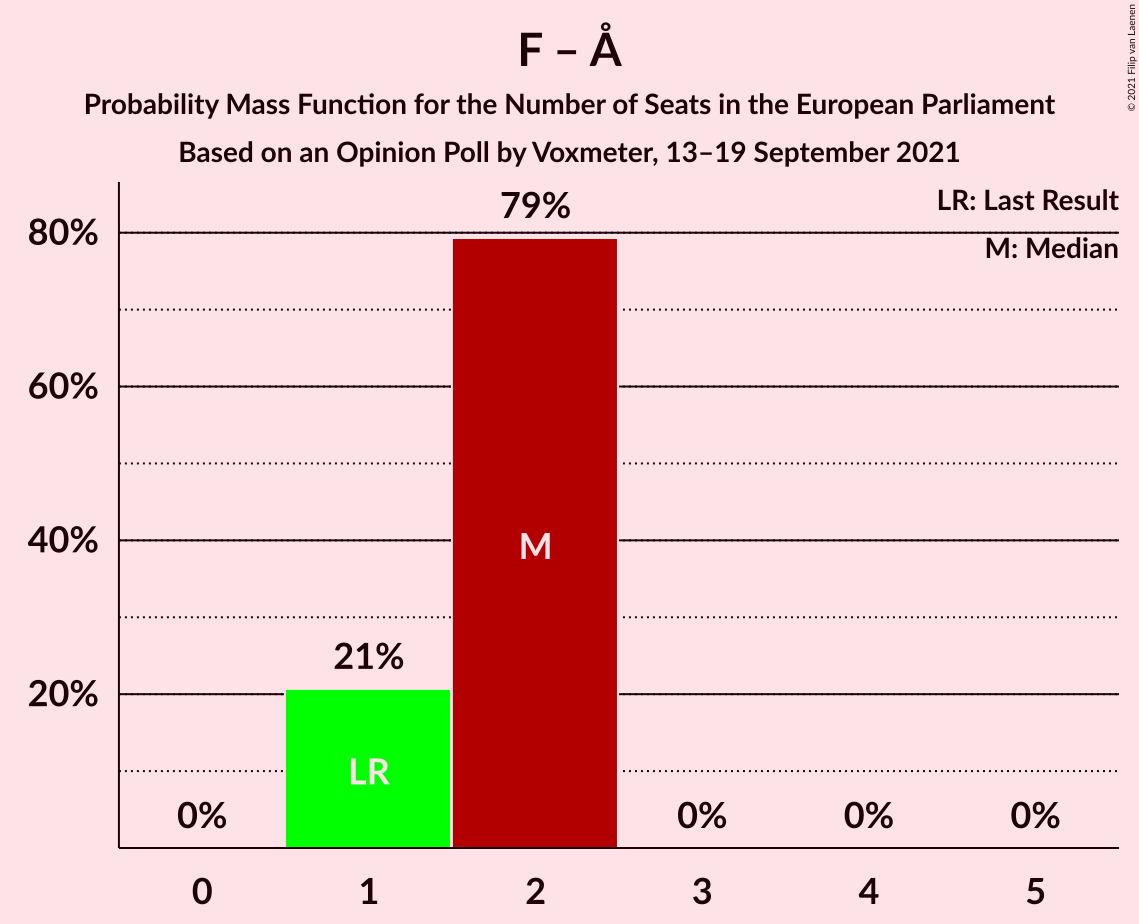 F – Å
Probability Mass Function for the Number of Seats in the European Parliament
Based on an Opinion Poll by Voxmeter, 13–19 September 2021
© 2021 Filip van Laenen
LR: Last Result
M: Median
80%
60%
40%
20%
0%
21%
79%
0%
0%
0%
LR
M
0
1
2
3
4
5